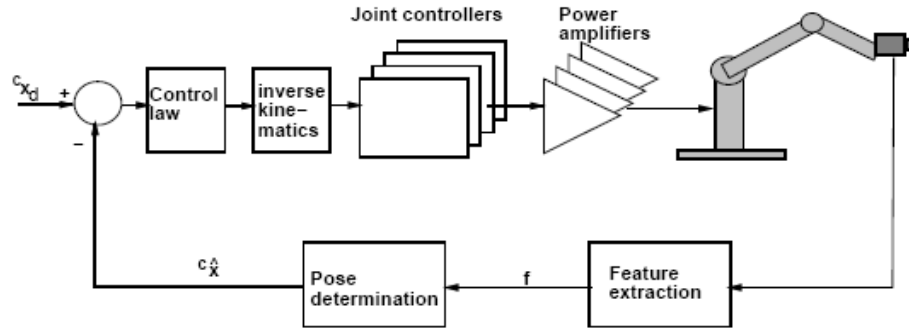 Joint controllers
Power
amplifiers
c
x
d
+
−
Control
law
inverse
kine−
matics
c
x̂
Pose
determination
f
Feature
extraction